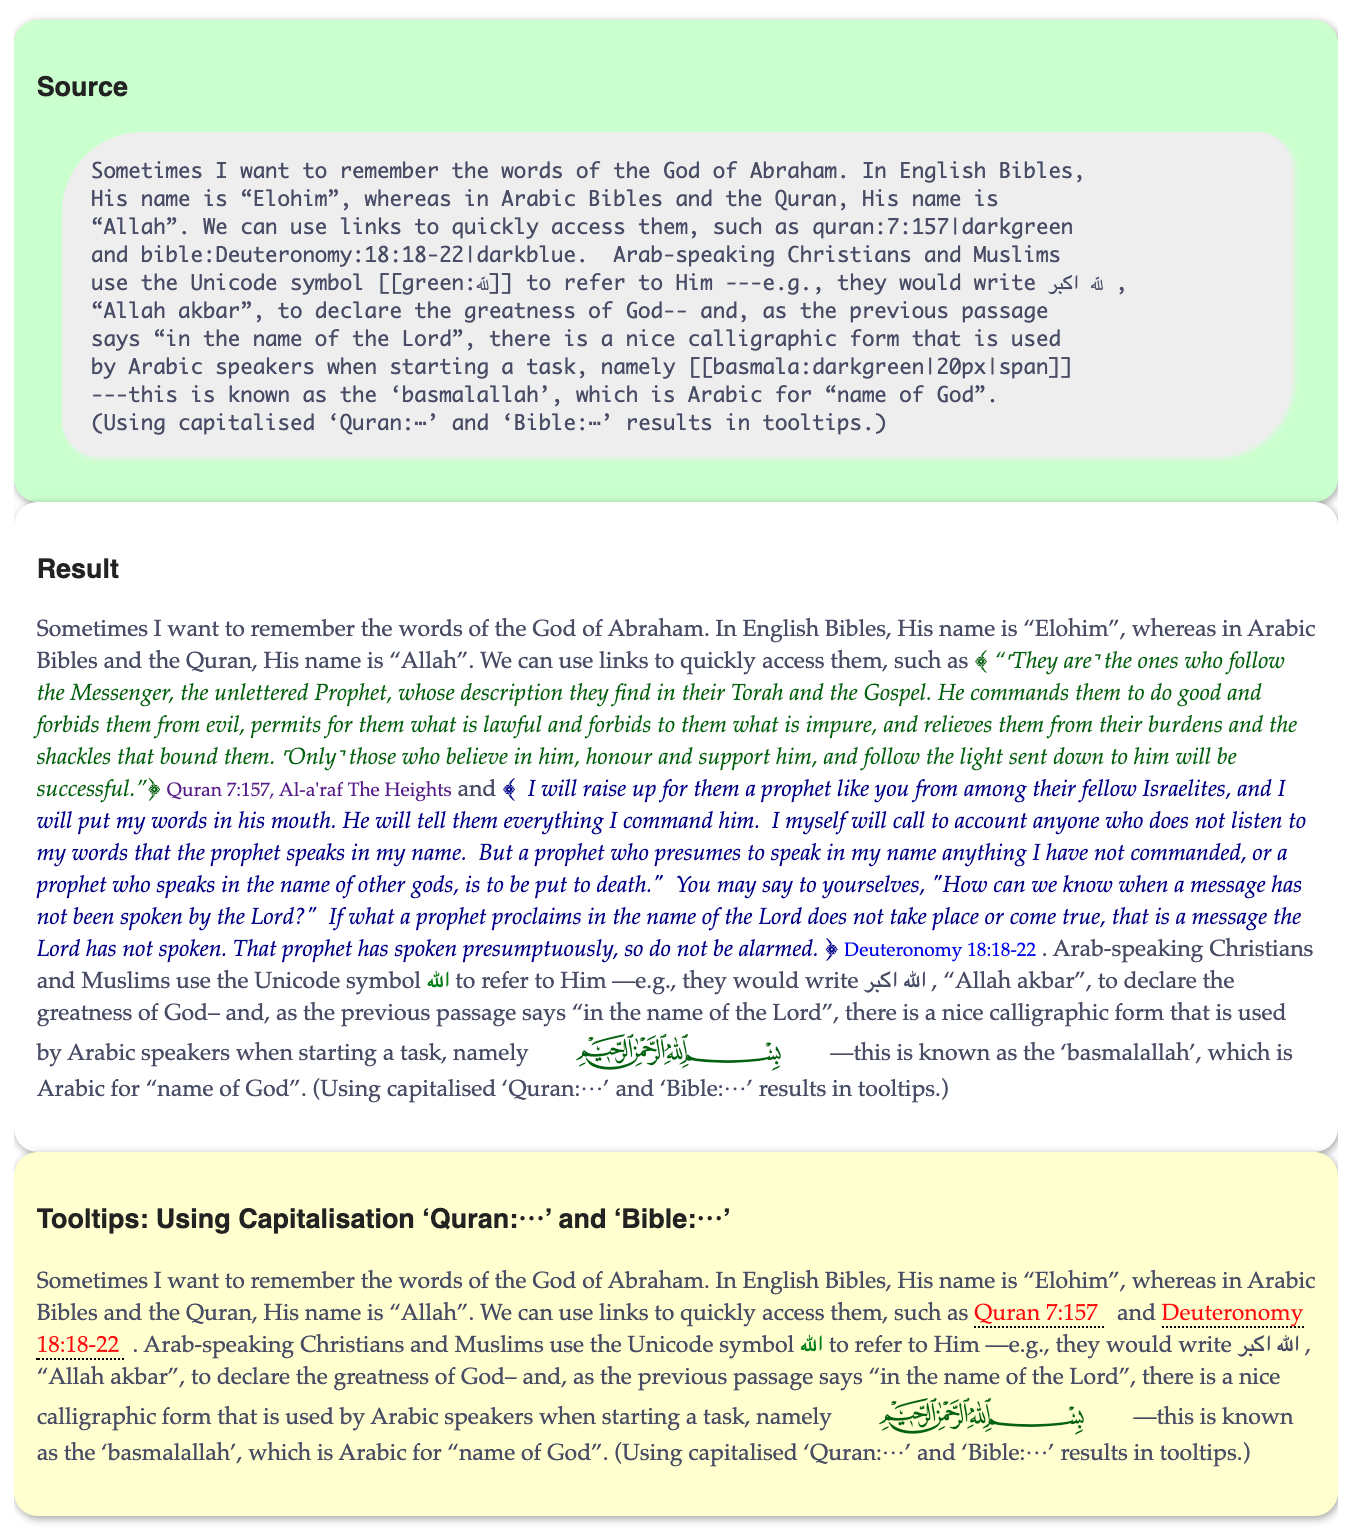 Source
Sometimes I want to remember the words of the God of Abraham. In English Bibles,
His name is “Elohim”, whereas in Arabic Bibles and the Quran, His name is
“Allah”. We can use links to quickly access them, such as quran:7:157|darkgreen
and bible:Deuteronomy:18:18-22|darkblue.  Arab-speaking Christians and Muslims
use the Unicode symbol [[green:ﷲ]] to refer to Him ---e.g., they would write ﷲ اكبر ,
“Allah akbar”, to declare the greatness of God-- and, as the previous passage
says “in the name of the Lord”, there is a nice calligraphic form that is used
by Arabic speakers when starting a task, namely [[basmala:darkgreen|20px|span]]
---this is known as the ‘basmalallah’, which is Arabic for “name of God”.
(Using capitalised ‘Quran:⋯’ and ‘Bible:⋯’ results in tooltips.)
Result
Sometimes I want to remember the words of the God of Abraham. In English Bibles, His name is “Elohim”, whereas in Arabic
Bibles and the Quran, His name is “Allah”. We can use links to quickly access them, such as ﴾ “˹They are˺ the ones who follow
the Messenger, the unlettered Prophet, whose description they find in their Torah and the Gospel. He commands them to do good and
forbids them from evil, permits for them what is lawful and forbids to them what is impure, and relieves them from their burdens and the
shackles that bound them. ˹Only˺ those who believe in him, honour and support him, and follow the light sent down to him will be
successful.”﴿ Quran 7:157, Al-a'raf The Heights and ﴾  I will raise up for them a prophet like you from among their fellow Israelites, and I
will put my words in his mouth. He will tell them everything I command him.  I myself will call to account anyone who does not listen to
my words that the prophet speaks in my name.  But a prophet who presumes to speak in my name anything I have not commanded, or a
prophet who speaks in the name of other gods, is to be put to death."  You may say to yourselves, "How can we know when a message has
not been spoken by the Lord?"  If what a prophet proclaims in the name of the Lord does not take place or come true, that is a message the
Lord has not spoken. That prophet has spoken presumptuously, so do not be alarmed. ﴿ Deuteronomy 18:18-22 . Arab-speaking Christians
and Muslims use the Unicode symbol ﷲ to refer to Him —e.g., they would write ﷲ اكبر , “Allah akbar”, to declare the
greatness of God– and, as the previous passage says “in the name of the Lord”, there is a nice calligraphic form that is used
by Arabic speakers when starting a task, namely ﷽ —this is known as the ‘basmalallah’, which is
Arabic for “name of God”. (Using capitalised ‘Quran:⋯’ and ‘Bible:⋯’ results in tooltips.)
Tooltips: Using Capitalisation ‘Quran:⋯’ and ‘Bible:⋯’
Sometimes I want to remember the words of the God of Abraham. In English Bibles, His name is “Elohim”, whereas in Arabic
Bibles and the Quran, His name is “Allah”. We can use links to quickly access them, such as Quran 7:157 and Deuteronomy
18:18-22 . Arab-speaking Christians and Muslims use the Unicode symbol ﷲ to refer to Him —e.g., they would write ﷲ اكبر ,
“Allah akbar”, to declare the greatness of God– and, as the previous passage says “in the name of the Lord”, there is a nice
calligraphic form that is used by Arabic speakers when starting a task, namely ﷽ —this is known
as the ‘basmalallah’, which is Arabic for “name of God”. (Using capitalised ‘Quran:⋯’ and ‘Bible:⋯’ results in tooltips.)